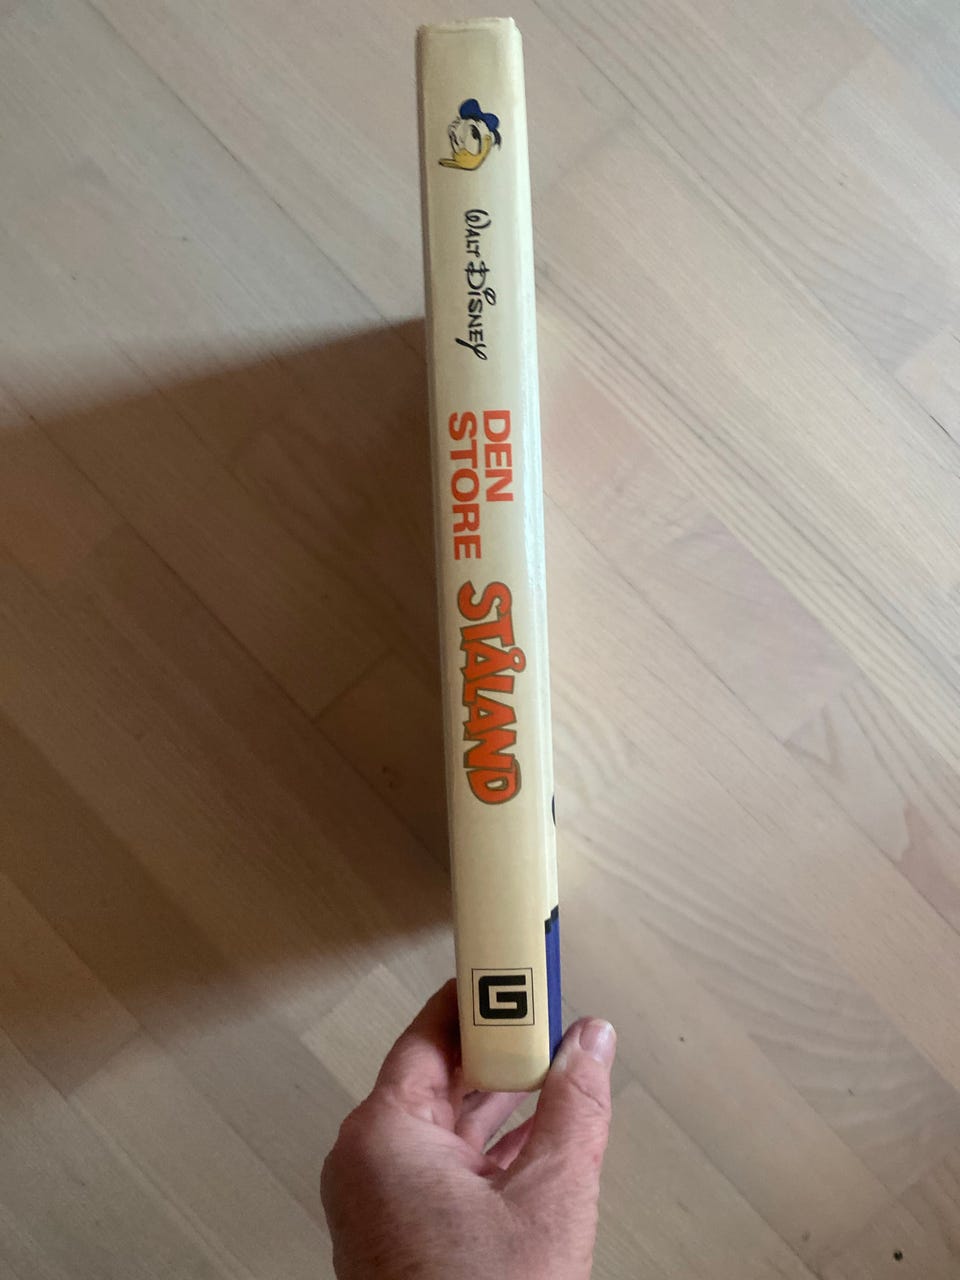 WALT DISNEY
DEN
STORE
STÅLAND
G